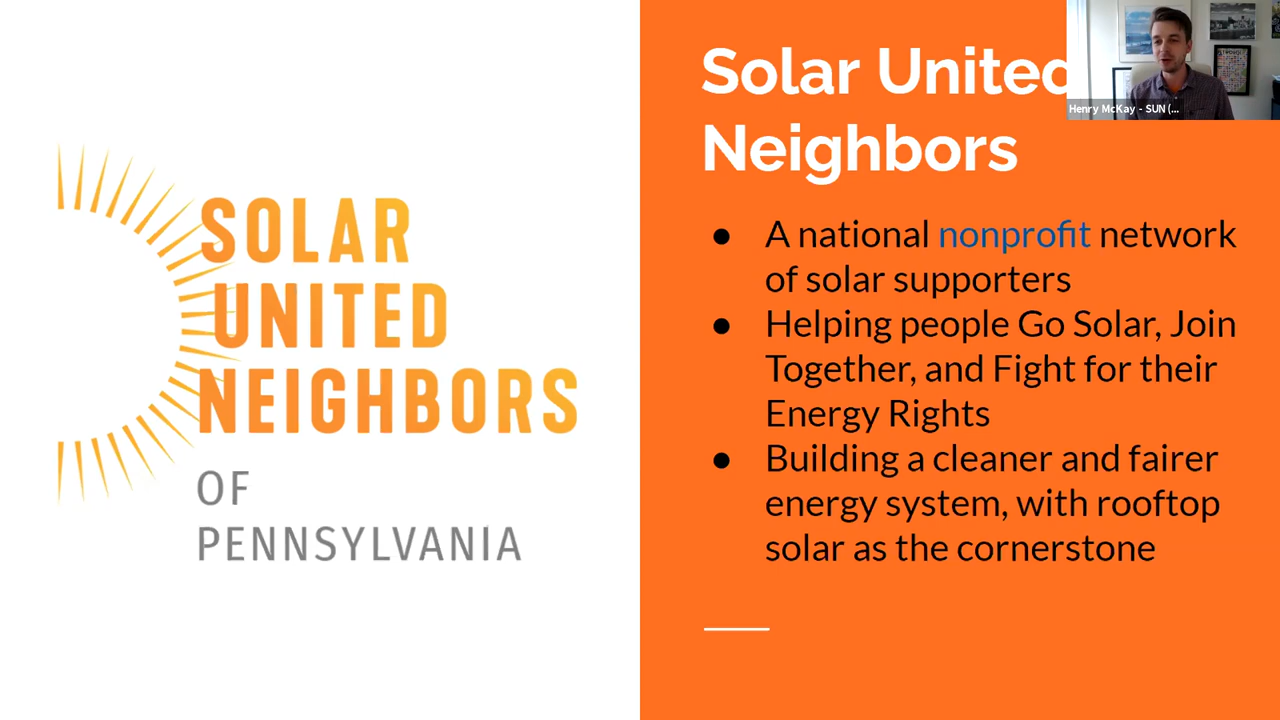 Solar United
Neighbors
Henry McKay - SUN (...
SOLAR
UNITED
NEIGHBORS
OF
PENNSYLVANIA
● A national nonprofit network
of solar supporters
● Helping people Go Solar, Join
Together, and Fight for their
Energy Rights
● Building a cleaner and fairer
energy system, with rooftop
solar as the cornerstone